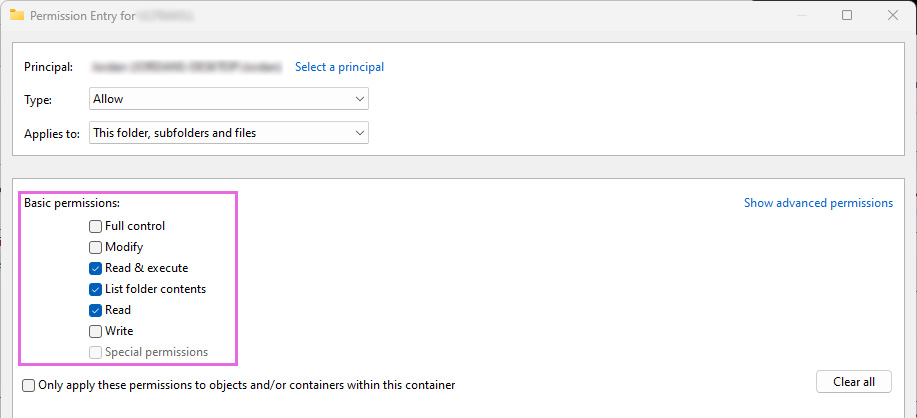 Permission Entry for
Principal: Select a principal
Type: Allow
Applies to: This folder, subfolders and files
Basic permissions: Show advanced permissions
Full control
Modify
Read & execute
List folder contents
Read
Write
Special permissions
Only apply these permissions to objects and/or containers within this container
Clear all